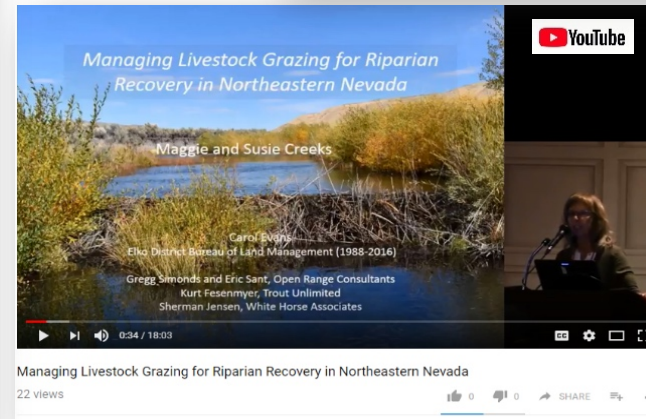 YouTube
Managing Livestock Grazing for Riparian
Recovery in Northeastern Nevada
Maggie and Susie Creeks
Carol Evans
Elko District Bureau of Land Management (1988-2016)
Gregg Simonds and Eric Sant, Open Range Consultants
Kurt Fesenmyer, Trout Unlimited
Sherman Jensen, White Horse Associates
0:34 / 18:03
CC
Managing Livestock Grazing for Riparian Recovery in Northeastern Nevada
22 views
0
0
SHARE